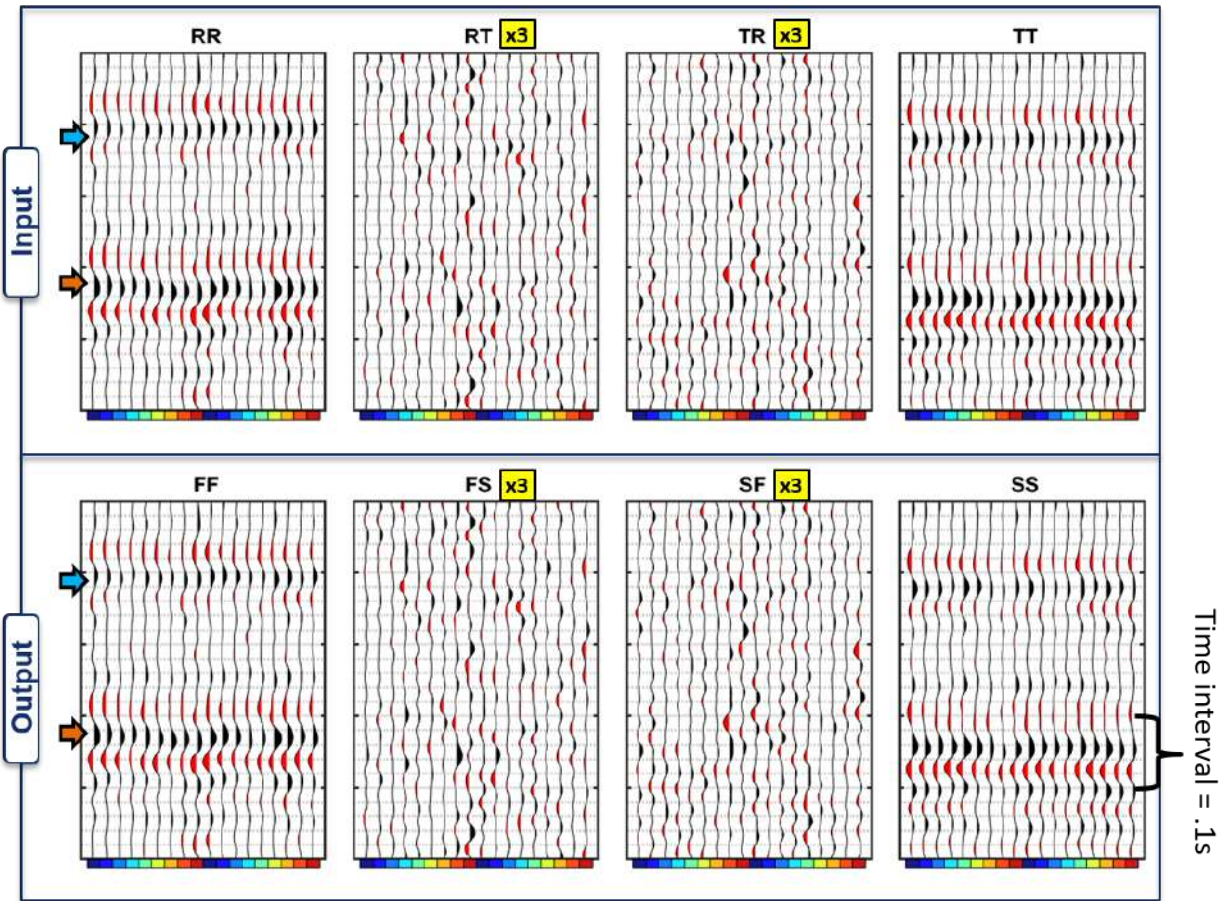 RR RT x3 TR x3 TT
Input
FF FS x3 SF x3 SS
Output
Time interval = .1s